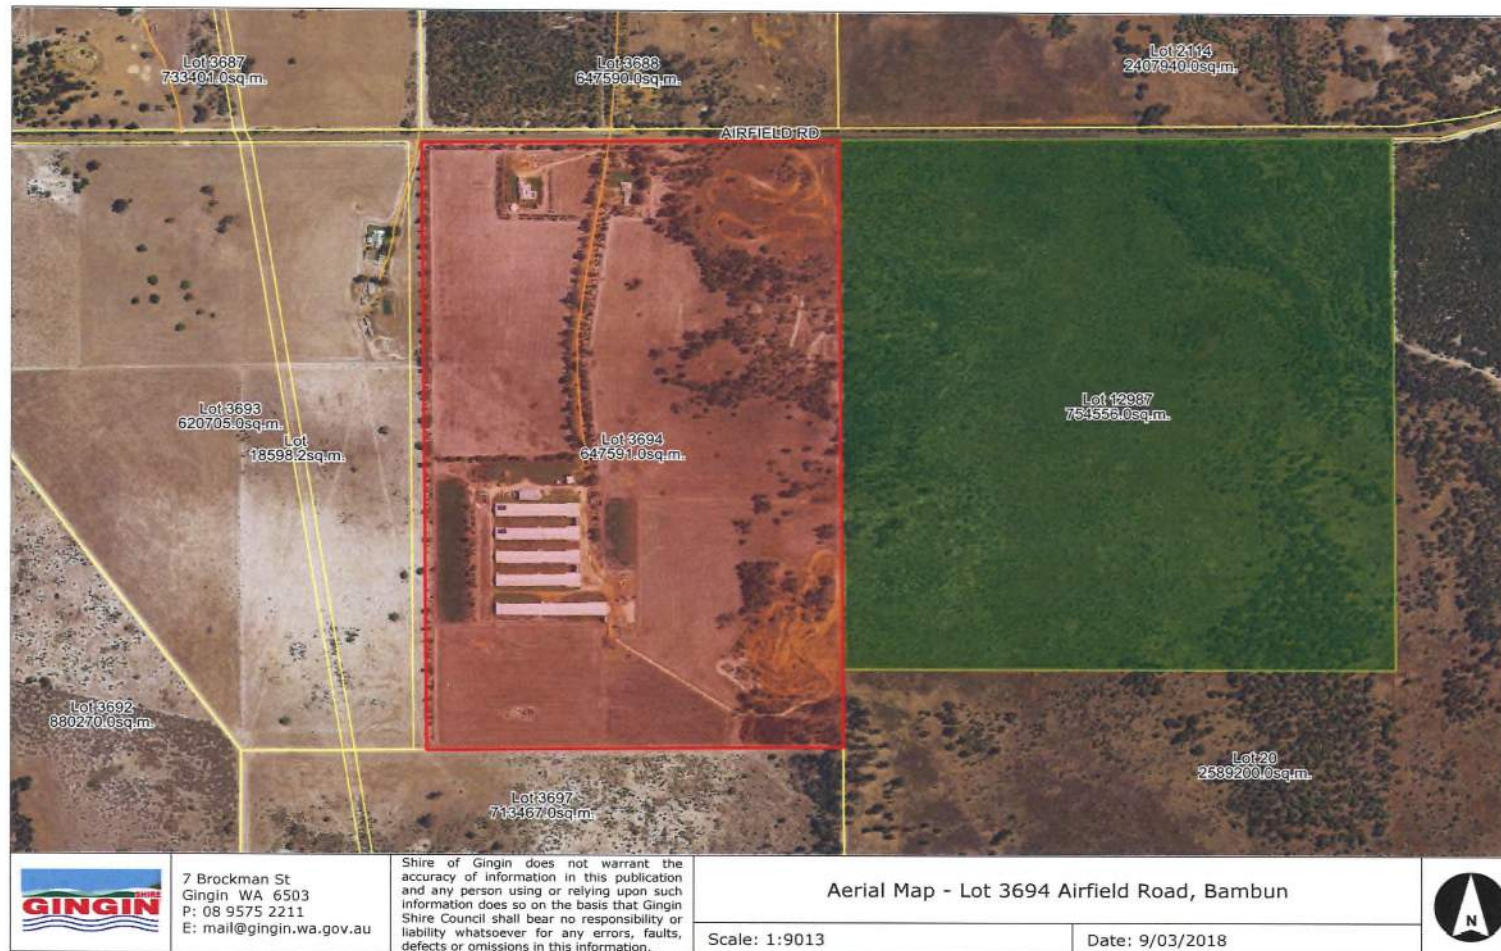 Lot 3687
733401.0sq.m.
Lot 3688
647590.0sq.m.
Lot 2114
2407940.0sq.m.
AIRFIELD RD
Lot 12987
754556.0sq.m.
Lot 3693
620705.0sq.m.
Lot
18598.2sq.m.
Lot 3694
647591.0sq.m.
Lot 3692
880270.0sq.m.
Lot 20
2589200.0sq.m.
Lot 3697
713467.0sq.m.
SHIRE
GINGIN
7 Brockman St
Gingin WA 6503
P: 08 9575 2211
E: mail@gingin.wa.gov.au
Shire of Gingin does not warrant the
accuracy of information in this publication
and any person using or relying upon such
information does so on the basis that Gingin
Shire Council shall bear no responsibility or
liability whatsoever for any errors, faults,
defects or omissions in this information.
Aerial Map - Lot 3694 Airfield Road, Bambun
Scale: 1:9013
Date: 9/03/2018
N